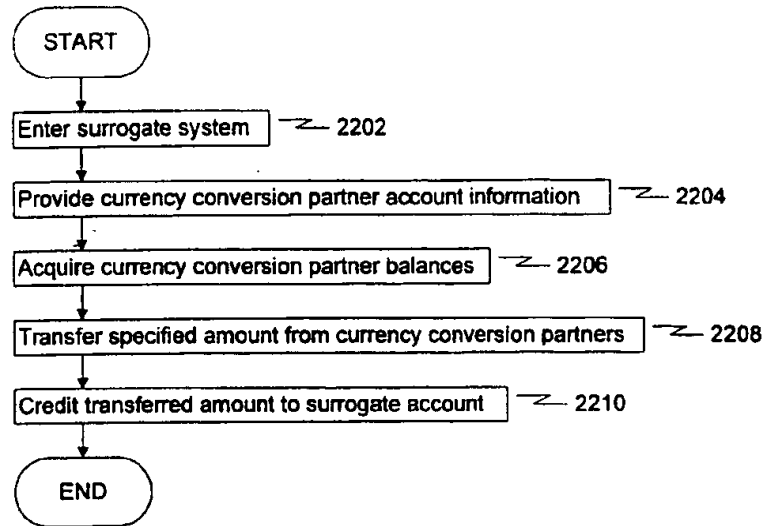 START
Enter surrogate system 2202
Provide currency conversion partner account information 2204
Acquire currency conversion partner balances 2206
Transfer specified amount from currency conversion partners 2208
Credit transferred amount to surrogate account 2210
END